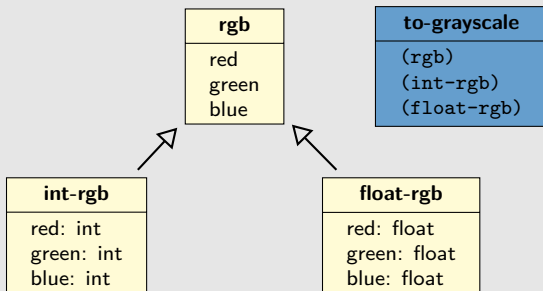 rgb
red
green
blue
to-grayscale
(rgb)
(int-rgb)
(float-rgb)
int-rgb
red: int
green: int
blue: int
float-rgb
red: float
green: float
blue: float